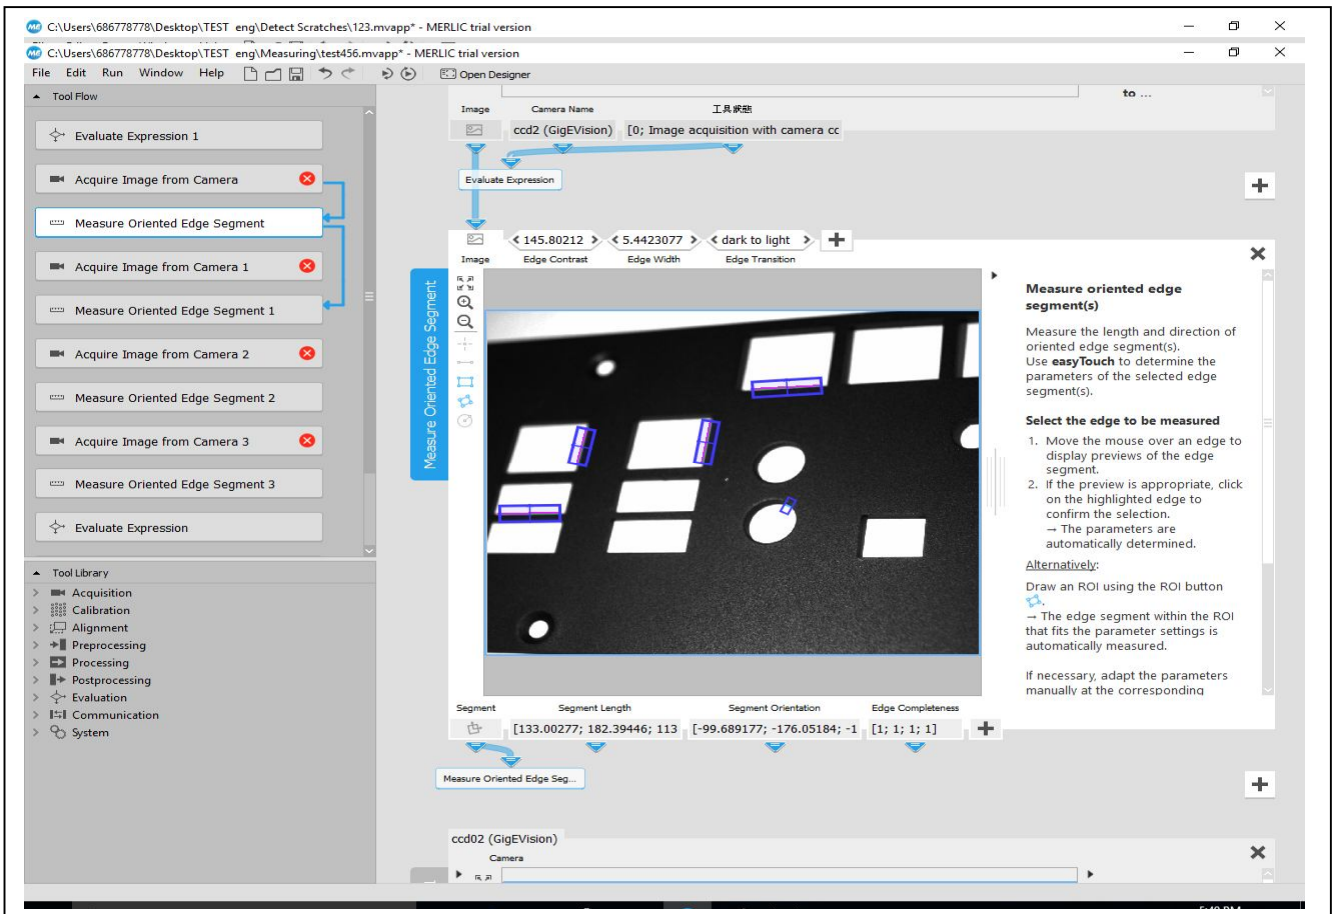 C:\Users\686778778\Desktop\TEST eng\Detect Scratches\123.mvapp* - MERLIC trial version
C:\Users\686778778\Desktop\TEST eng\Measuring\test456.mvapp* - MERLIC trial version
File Edit Run Window Help Open Designer
Tool Flow
Evaluate Expression 1
Acquire Image from Camera
Measure Oriented Edge Segment
Acquire Image from Camera 1
Measure Oriented Edge Segment 1
Acquire Image from Camera 2
Measure Oriented Edge Segment 2
Acquire Image from Camera 3
Measure Oriented Edge Segment 3
Evaluate Expression
Tool Library
Acquisition
Calibration
Alignment
Preprocessing
Processing
Postprocessing
Evaluation
Communication
System
to ...
Image Camera Name 工具狀態
ccd2 (GigEVision) [0; Image acquisition with camera cc
Evaluate Expression
145.80212 5.4423077 dark to light
Image Edge Contrast Edge Width Edge Transition
Measure Oriented Edge Segment
Measure oriented edge
segment(s)
Measure the length and direction of
oriented edge segment(s).
Use easyTouch to determine the
parameters of the selected edge
segment(s).
Select the edge to be measured
1. Move the mouse over an edge to
display previews of the edge
segment.
2. If the preview is appropriate, click
on the highlighted edge to
confirm the selection.
→ The parameters are
automatically determined.
Alternatively:
Draw an ROI using the ROI button
.
→ The edge segment within the ROI
that fits the parameter settings is
automatically measured.
If necessary, adapt the parameters
manually at the corresponding
Segment Segment Length Segment Orientation Edge Completeness
[133.00277; 182.39446; 113 [-99.689177; -176.05184; -1 [1; 1; 1; 1]
Measure Oriented Edge Seg...
ccd02 (GigEVision)
Camera